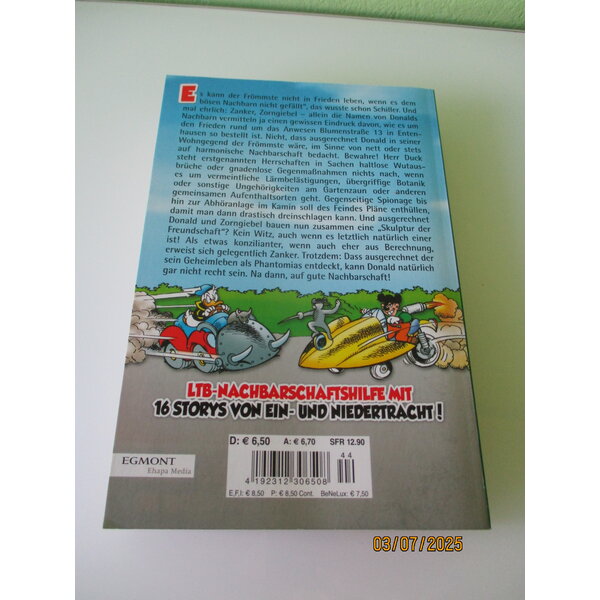 Es kann der Frömmste nicht in Frieden leben, wenn es dem
bösen Nachbarn nicht gefällt", das wusste schon Schiller. Und
mal ehrlich: Zanker, Zorngiebel – allein die Namen von Donalds
Nachbarn vermitteln ja einen gewissen Eindruck davon, wie es um
den Frieden rund um das Anwesen Blumenstraße 13 in Enten-
hausen so bestellt ist. Nicht, dass ausgerechnet Donald in seiner
Wohngegend der Frömmste wäre, im Sinne von nett oder stets
auf harmonische Nachbarschaft bedacht. Bewahre! Herr Duck
steht erstgenannten Herrschaften in Sachen haltlose Wutaus-
brüche oder gnadenlose Gegenmaßnahmen nichts nach, wenn
es um vermeintliche Lärmbelästigungen, übergriffige Botanik
oder sonstige Ungehörigkeiten am Gartenzaun oder anderen
gemeinsamen Aufenthaltsorten geht. Gegenseitige Spionage bis
hin zur Abhöranlage im Kamin soll des Feindes Pläne enthüllen,
damit man dann drastisch dreinschlagen kann. Und ausgerechnet
Donald und Zorngiebel bauen nun zusammen eine „Skulptur der
Freundschaft"? Kein Witz, auch wenn es letztlich natürlich einer
ist! Als etwas konzilianter, wenn auch eher aus Berechnung,
erweist sich gelegentlich Zanker. Trotzdem: Dass ausgerechnet der
sein Geheimleben als Phantomias entdeckt, kann Donald natürlich
gar nicht recht sein. Na dann, auf gute Nachbarschaft!
LTB-NACHBARSCHAFTSHILFE MIT
16 STORYS VON EIN- UND NIEDERTRACHT!
D: € 6,50 A: € 6,70 SFR 12.90
44
EGMONT
Ehapa Media
4 192312 306508
E,F,I: € 8,50 P: € 8,50 Cont. BeNeLux: € 7,50
03/07/2025